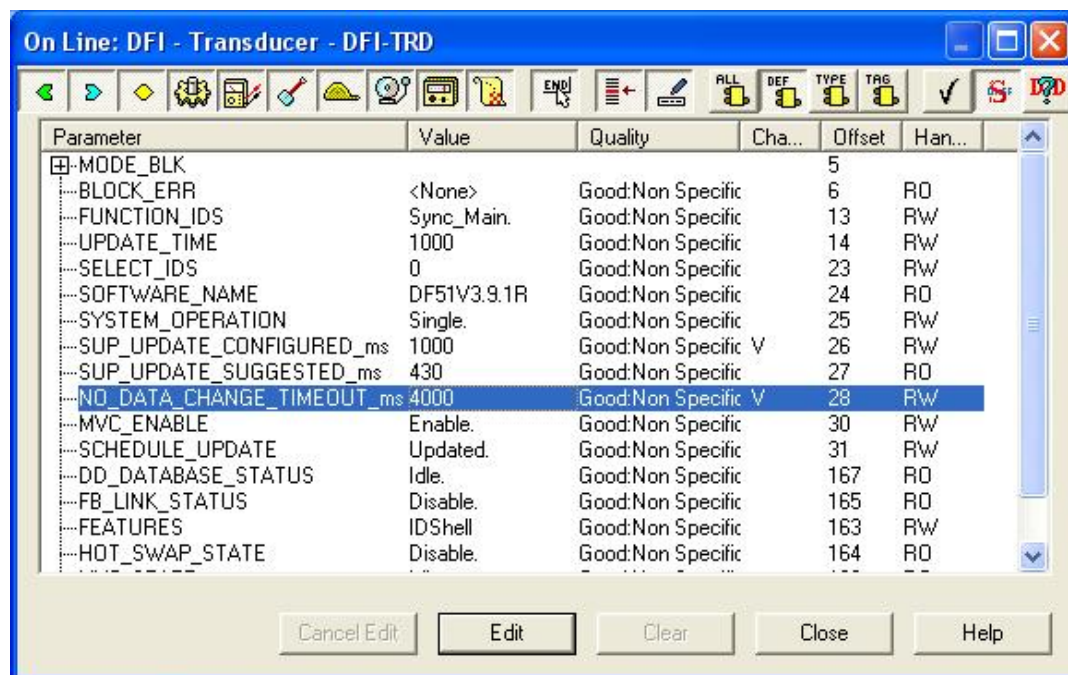 On Line: DFI - Transducer - DFI-TRD
END ALL DEF TYPE TAG DD
Parameter Value Quality Cha... Offset Han...
MODE_BLK 5
BLOCK_ERR <None> Good:Non Specific 6 RO
FUNCTION_IDS Sync_Main. Good:Non Specific 13 RW
UPDATE_TIME 1000 Good:Non Specific 14 RW
SELECT_IDS 0 Good:Non Specific 23 RW
SOFTWARE_NAME DF51V3.9.1R Good:Non Specific 24 RO
SYSTEM_OPERATION Single. Good:Non Specific 25 RW
SUP_UPDATE_CONFIGURED_ms 1000 Good:Non Specific V 26 RW
SUP_UPDATE_SUGGESTED_ms 430 Good:Non Specific 27 RO
NO_DATA_CHANGE_TIMEOUT_ms 4000 Good:Non Specific V 28 RW
MVC_ENABLE Enable. Good:Non Specific 30 RW
SCHEDULE_UPDATE Updated. Good:Non Specific 31 RW
DD_DATABASE_STATUS Idle. Good:Non Specific 167 RO
FB_LINK_STATUS Disable. Good:Non Specific 165 RO
FEATURES IDShell Good:Non Specific 163 RW
HOT_SWAP_STATE Disable. Good:Non Specific 164 RO
Cancel Edit Edit Clear Close Help